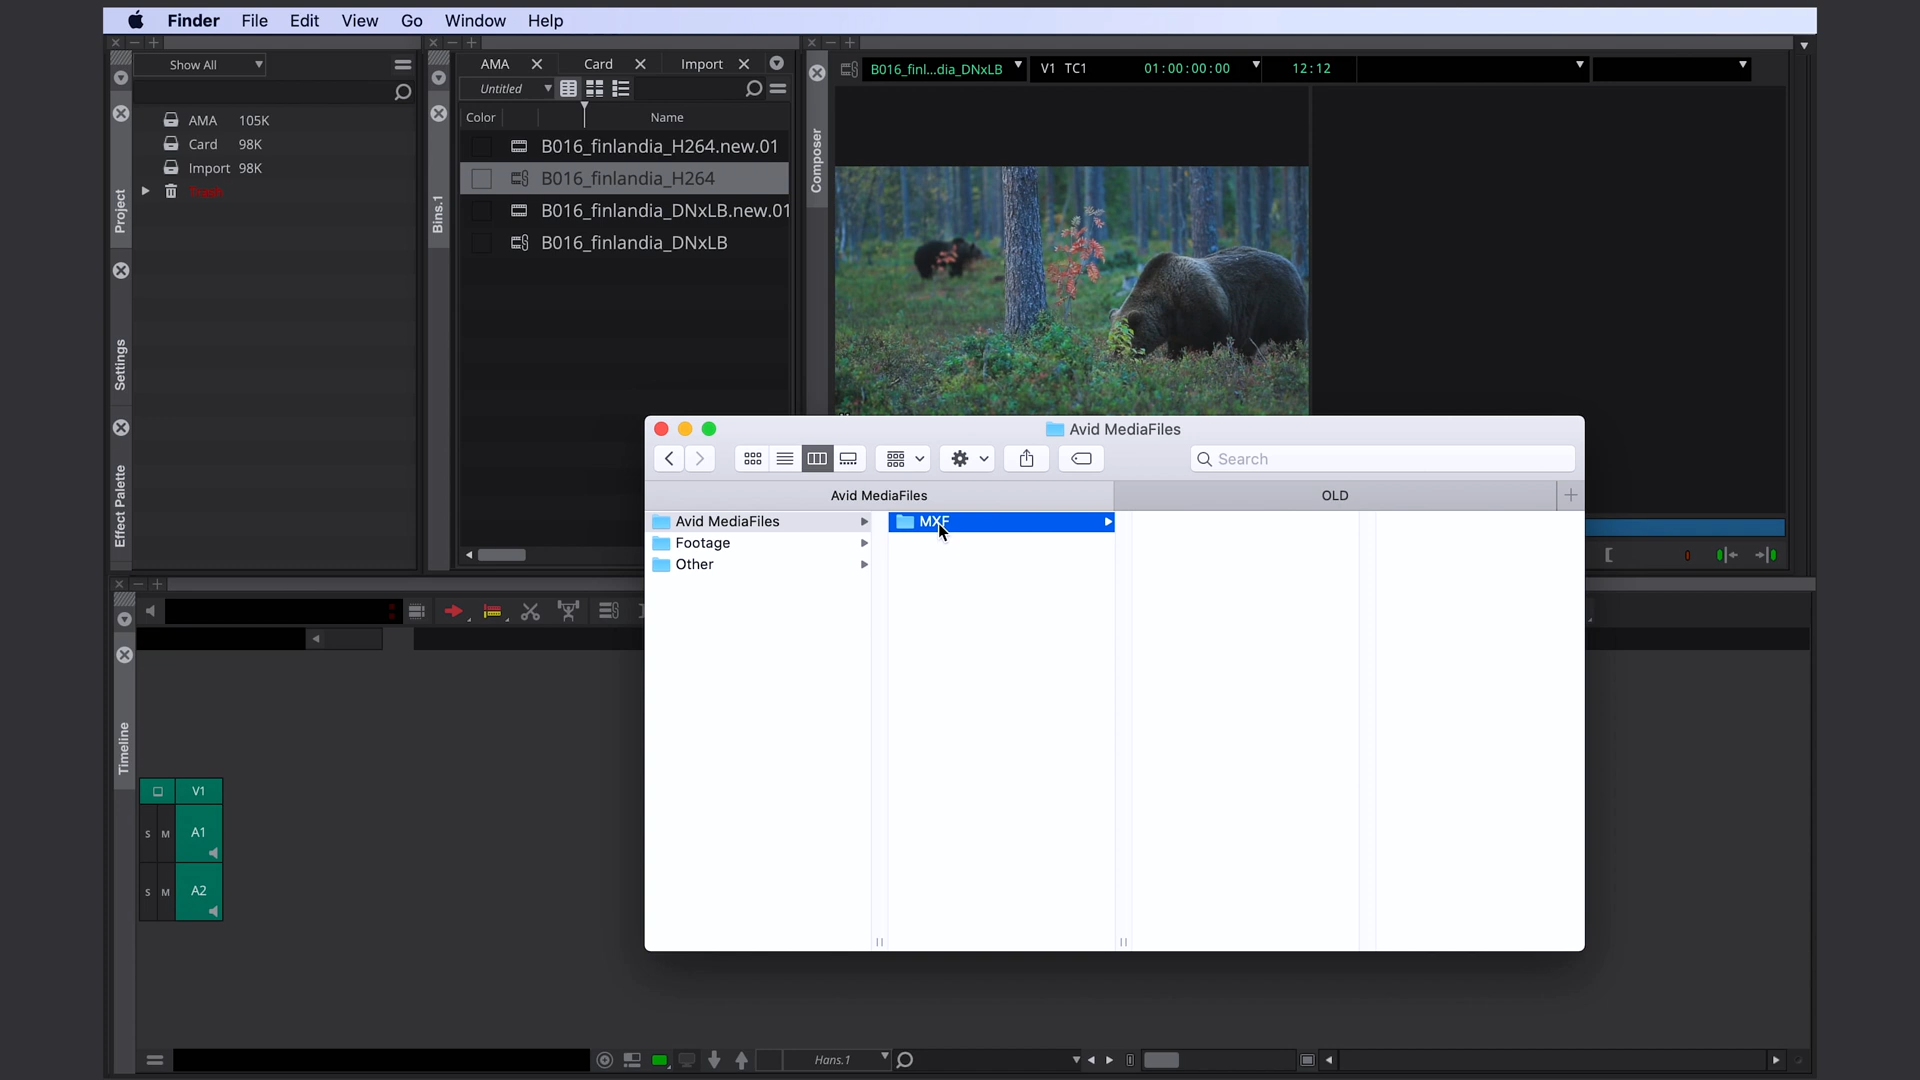 Finder File Edit View Go Window Help
Show All
AMA 105K
Card 98K
Import 98K
Trash
Project
Settings
Effect Palette
Bins.1
AMA Card Import
Untitled
Color Name
B016_finlandia_H264.new.01
B016_finlandia_H264
B016_finlandia_DNxLB.new.01
B016_finlandia_DNxLB
Composer
B016_finl...dia_DNxLB V1 TC1 01:00:00:00 12:12
Avid MediaFiles
Search
Avid MediaFiles OLD
Avid MediaFiles
Footage
Other
MXF
Timeline
V1
S M A1
S M A2
Hans.1